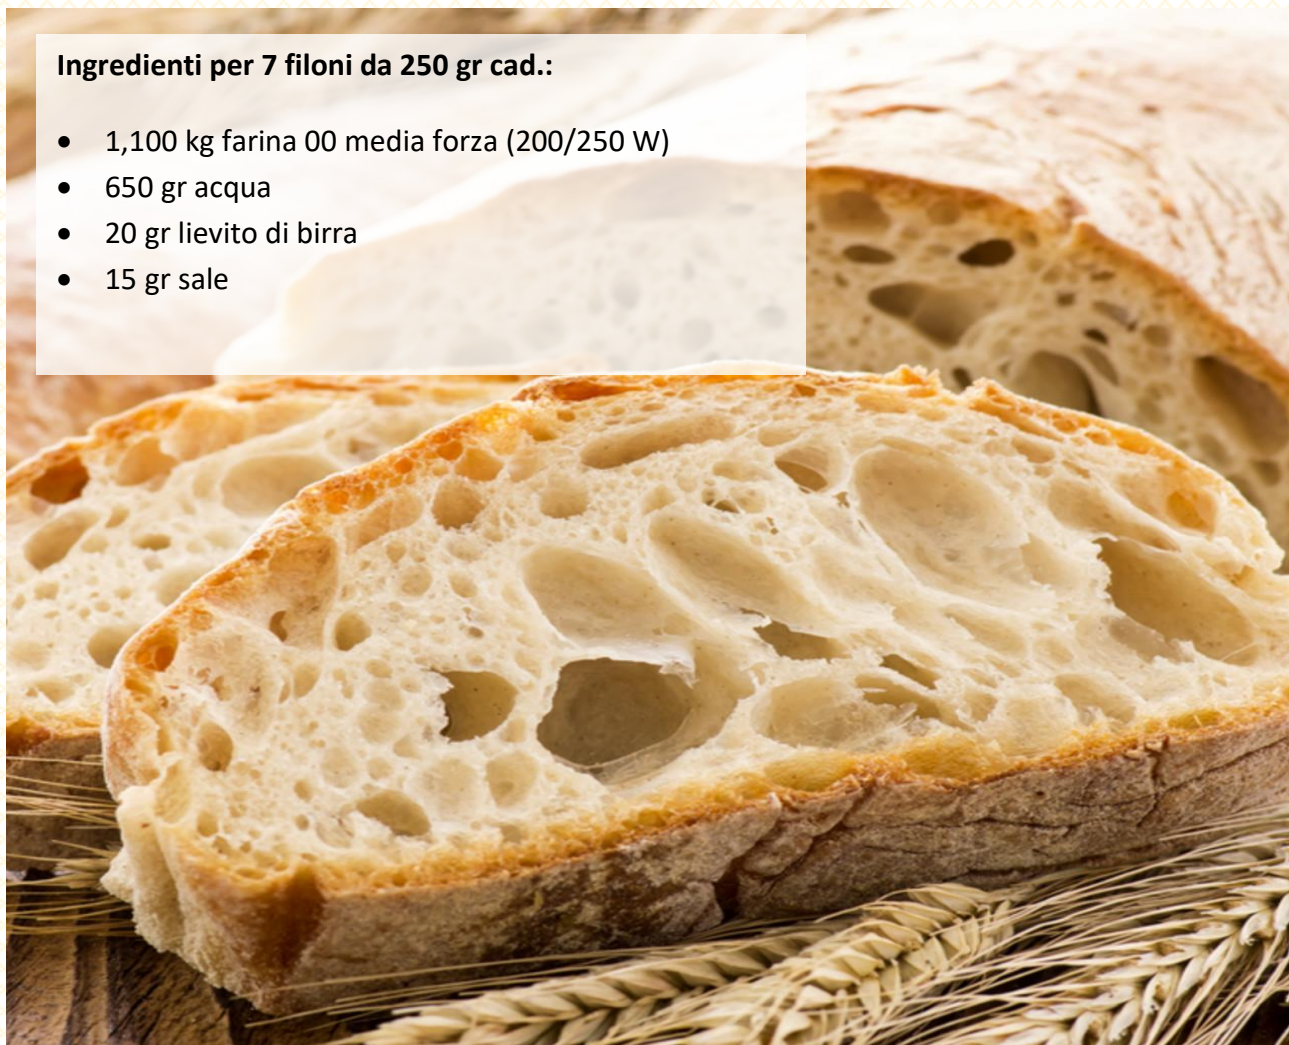 Ingredienti per 7 filoni da 250 gr cad.:
• 1,100 kg farina 00 media forza (200/250 W)
• 650 gr acqua
• 20 gr lievito di birra
• 15 gr sale